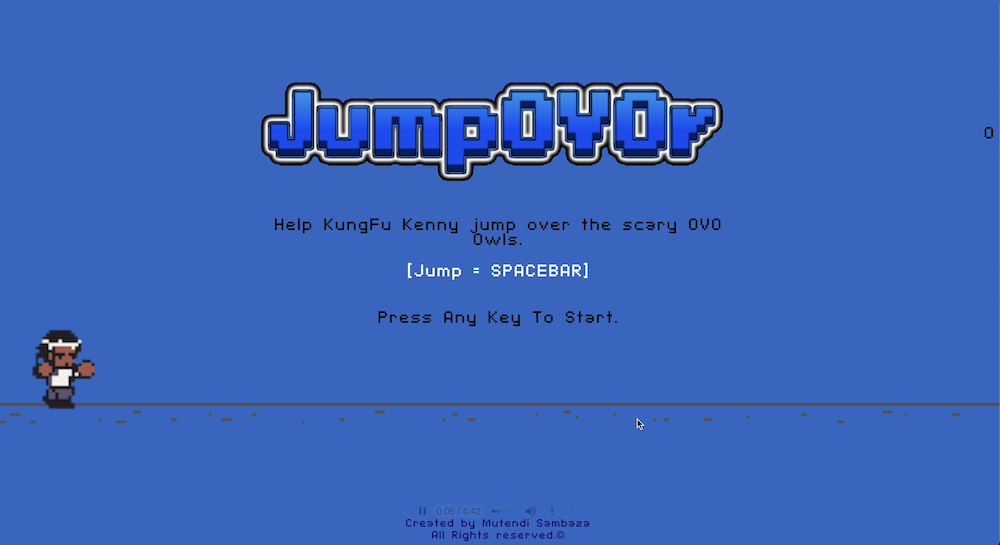 JumpOVOr
0
Help KungFu Kenny jump over the scary OVO
Owls.
[Jump = SPACEBAR]
Press Any Key To Start.
0:06 / 4:42
Created by Mutendi Sambaza
All Rights reserved.©